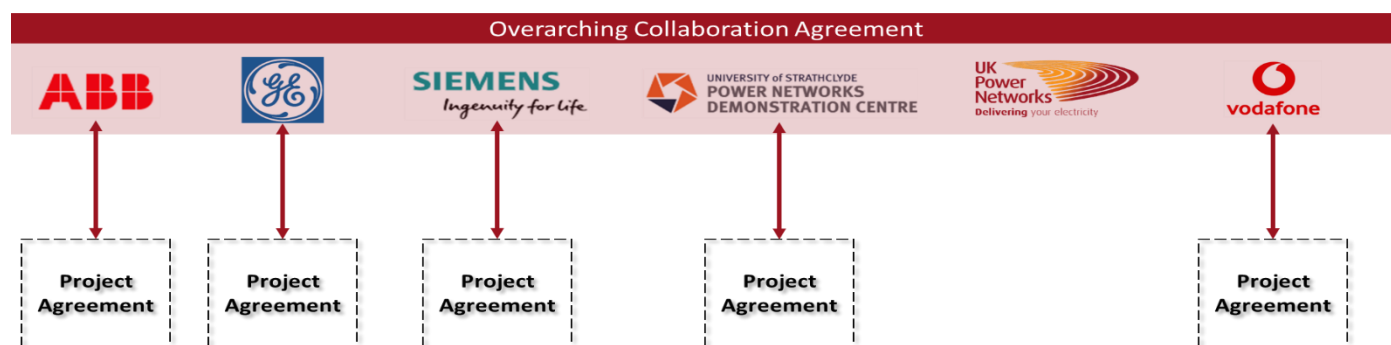 Overarching Collaboration Agreement
ABB
GE
SIEMENS
Ingenuity for life
UNIVERSITY of STRATHCLYDE
POWER NETWORKS
DEMONSTRATION CENTRE
UK
Power
Networks
Delivering your electricity
vodafone
Project
Agreement
Project
Agreement
Project
Agreement
Project
Agreement
Project
Agreement